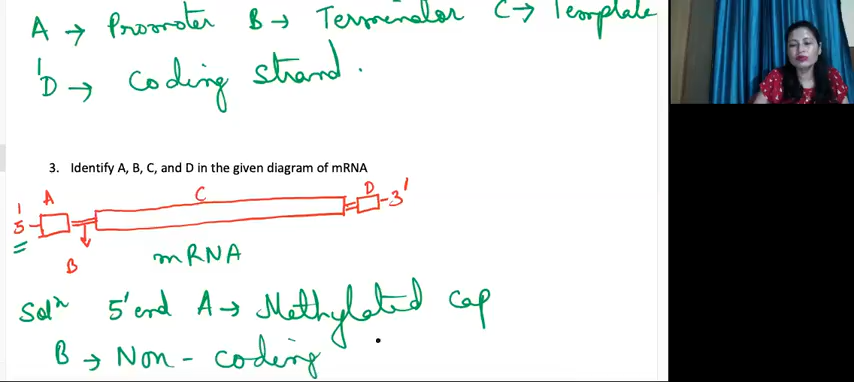 A → Promoter B → Terminator C → Template
D → Coding strand.
3. Identify A, B, C, and D in the given diagram of mRNA
A C D
5' 3'
B
mRNA
Solⁿ 5' end A → Methylated cap
B → Non-coding